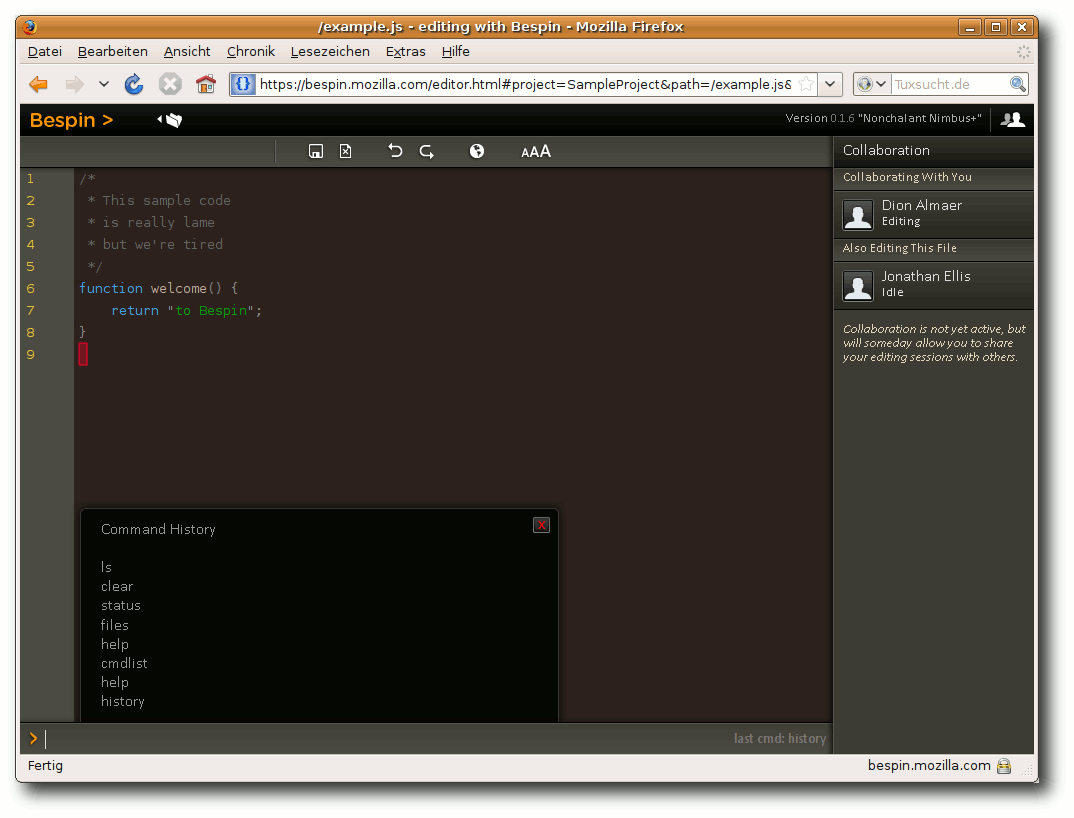 /example.js - editing with Bespin - Mozilla Firefox
Datei Bearbeiten Ansicht Chronik Lesezeichen Extras Hilfe
https://bespin.mozilla.com/editor.html#project=SampleProject&path=/example.js& Tuxsucht.de
Bespin > Version 0.1.6 "Nonchalant Nimbus+"
AAA
Collaboration
Collaborating With You
Dion Almaer
Editing
Also Editing This File
Jonathan Ellis
Idle
Collaboration is not yet active, but
will someday allow you to share
your editing sessions with others.
1 /*
2  * This sample code
3  * is really lame
4  * but we're tired
5  */
6 function welcome() {
7     return "to Bespin";
8 }
9
Command History
X
ls
clear
status
files
help
cmdlist
help
history
> last cmd: history
Fertig bespin.mozilla.com